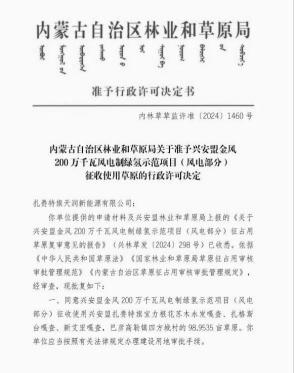 内蒙古自治区林业和草原局
准予行政许可决定书
内林草草监许准〔2024〕1460号
内蒙古自治区林业和草原局关于准予兴安盟金风
200万千瓦风电制绿氢示范项目（风电部分）
征收使用草原的行政许可决定
扎赉特旗天润新能源有限公司：
你单位提供的申请材料及兴安盟林业和草原局上报的《关于
兴安盟金风200万千瓦风电制绿氢示范项目（风电部分）征占用
草原复审意见的报告》（兴林草发〔2024〕298号）已收悉。依据
《中华人民共和国草原法》《国家林业和草原局草原征占用审核
审批管理规范》《内蒙古自治区草原征占用审核审批管理规定》，
经审查，现批复如下：
一、同意兴安盟金风200万千瓦风电制绿氢示范项目（风电
部分）征收使用兴安盟扎赉特旗宝力根花苏木永发嘎查、扎格斯
台嘎查、新艾里嘎查，巴彦高勒镇四方城村的98.9535亩草原。你
单位应当按照有关法律规定办理建设用地审批手续。